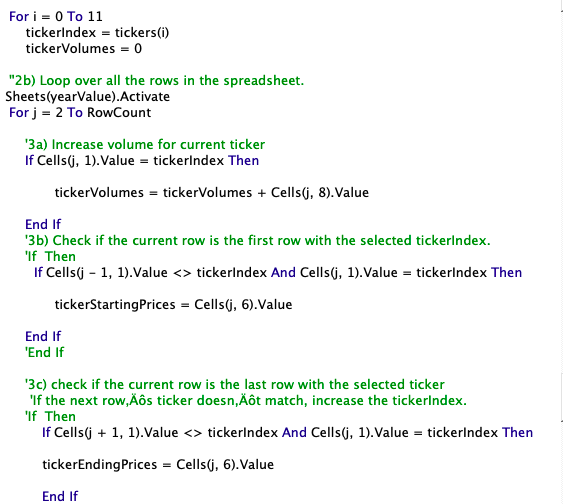 For i = 0 To 11
tickerIndex = tickers(i)
tickerVolumes = 0
''2b) Loop over all the rows in the spreadsheet.
Sheets(yearValue).Activate
For j = 2 To RowCount
'3a) Increase volume for current ticker
If Cells(j, 1).Value = tickerIndex Then
tickerVolumes = tickerVolumes + Cells(j, 8).Value
End If
'3b) Check if the current row is the first row with the selected tickerIndex.
'If  Then
If Cells(j - 1, 1).Value <> tickerIndex And Cells(j, 1).Value = tickerIndex Then
tickerStartingPrices = Cells(j, 6).Value
End If
'End If
'3c) check if the current row is the last row with the selected ticker
'If the next row‚Äôs ticker doesn‚Äôt match, increase the tickerIndex.
'If  Then
If Cells(j + 1, 1).Value <> tickerIndex And Cells(j, 1).Value = tickerIndex Then
tickerEndingPrices = Cells(j, 6).Value
End If